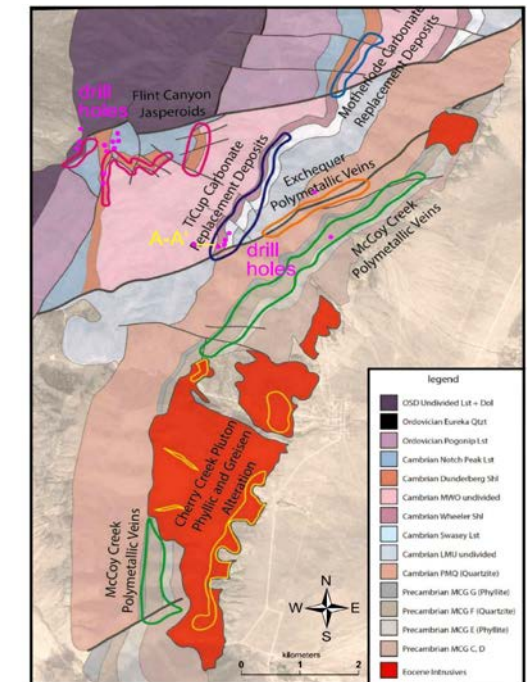 drill
holes
Flint Canyon
Jasperoids
Motherlode Carbonate
Replacement Deposits
TiCup Carbonate
Replacement Deposits
Exchequer
Polymetallic Veins
A-A'
drill
holes
McCoy Creek
Polymetallic Veins
Cherry Creek Pluton
Phyllic and Greisen
Alteration
McCoy Creek
Polymetallic Veins
N
W E
S
kilometers
0 1 2
legend
OSD Undivided Lst + Dol
Ordovician Eureka Qtzt
Ordovician Pogonip Lst
Cambrian Notch Peak Lst
Cambrian Dunderberg Shl
Cambrian MWO undivided
Cambrian Wheeler Shl
Cambrian Swasey Lst
Cambrian LMU undivided
Cambrian PMQ (Quartzite)
Precambrian MCG G (Phyllite)
Precambrian MCG F (Quartzite)
Precambrian MCG E (Phyllite)
Precambrian MCG C, D
Eocene Intrusives